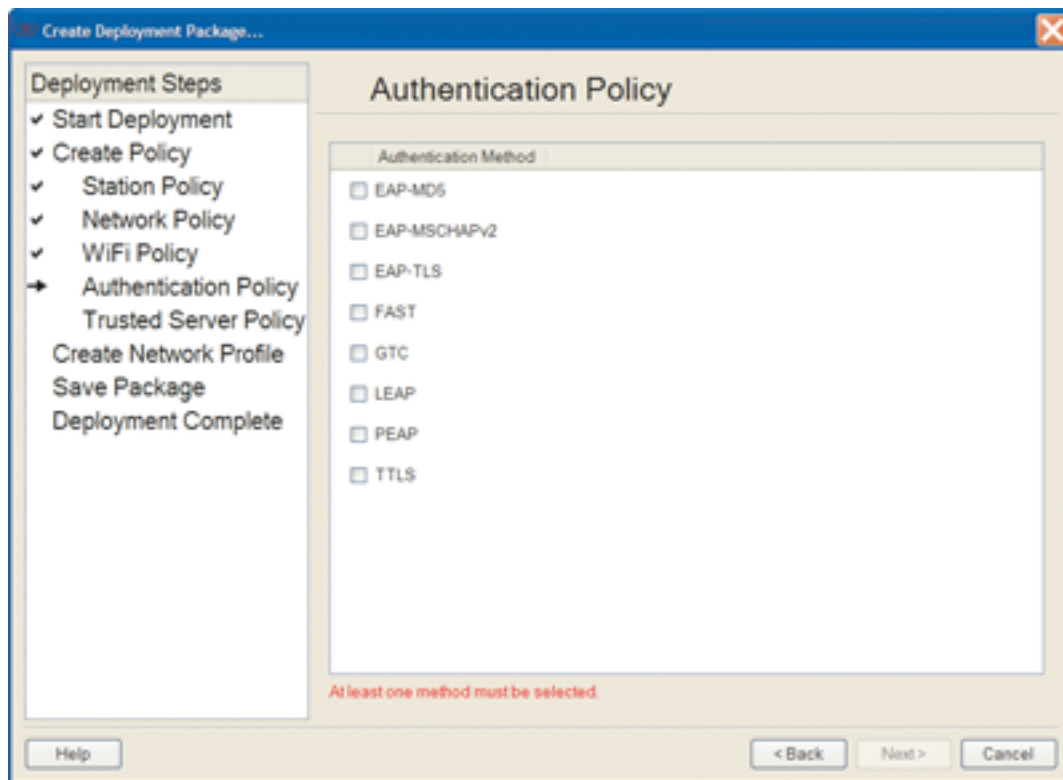 Create Deployment Package...
Deployment Steps
Start Deployment
Create Policy
Station Policy
Network Policy
WiFi Policy
Authentication Policy
Trusted Server Policy
Create Network Profile
Save Package
Deployment Complete
Authentication Policy
Authentication Method
EAP-MD5
EAP-MSCHAPv2
EAP-TLS
FAST
GTC
LEAP
PEAP
TTLS
At least one method must be selected.
Help
< Back
Next >
Cancel